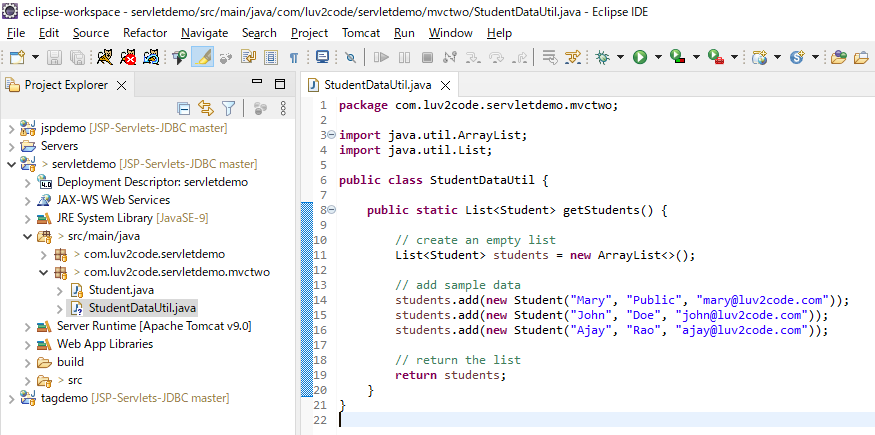 eclipse-workspace - servletdemo/src/main/java/com/luv2code/servletdemo/mvctwo/StudentDataUtil.java - Eclipse IDE
File Edit Source Refactor Navigate Search Project Tomcat Run Window Help
Project Explorer
jspdemo [JSP-Servlets-JDBC master]
Servers
> servletdemo [JSP-Servlets-JDBC master]
Deployment Descriptor: servletdemo
JAX-WS Web Services
JRE System Library [JavaSE-9]
> src/main/java
> com.luv2code.servletdemo
> com.luv2code.servletdemo.mvctwo
Student.java
StudentDataUtil.java
Server Runtime [Apache Tomcat v9.0]
Web App Libraries
build
> src
tagdemo [JSP-Servlets-JDBC master]
StudentDataUtil.java
1 package com.luv2code.servletdemo.mvctwo;
2
3 import java.util.ArrayList;
4 import java.util.List;
5
6 public class StudentDataUtil {
7
8 public static List<Student> getStudents() {
9
10 // create an empty list
11 List<Student> students = new ArrayList<>();
12
13 // add sample data
14 students.add(new Student("Mary", "Public", "mary@luv2code.com"));
15 students.add(new Student("John", "Doe", "john@luv2code.com"));
16 students.add(new Student("Ajay", "Rao", "ajay@luv2code.com"));
17
18 // return the list
19 return students;
20 }
21 }
22